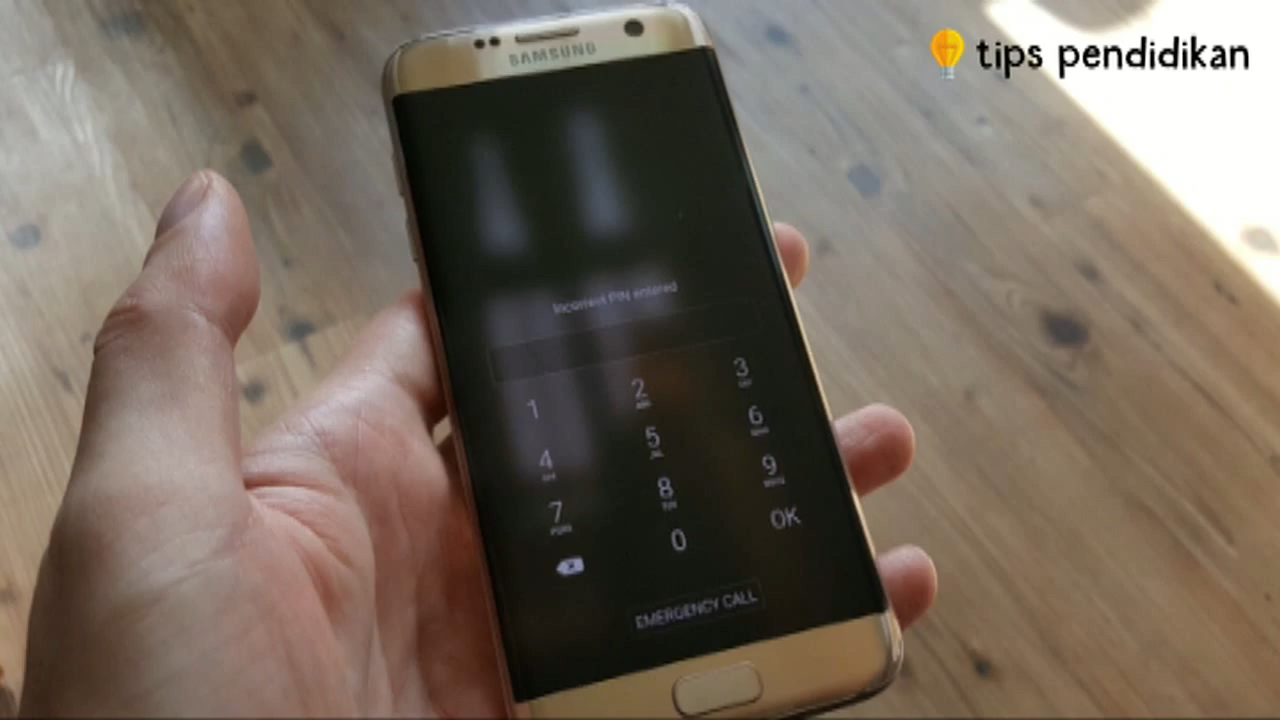 tips pendidikan
SAMSUNG
Incorrect PIN entered
1 2 3
4 5 6
7 8 9
0 OK
EMERGENCY CALL